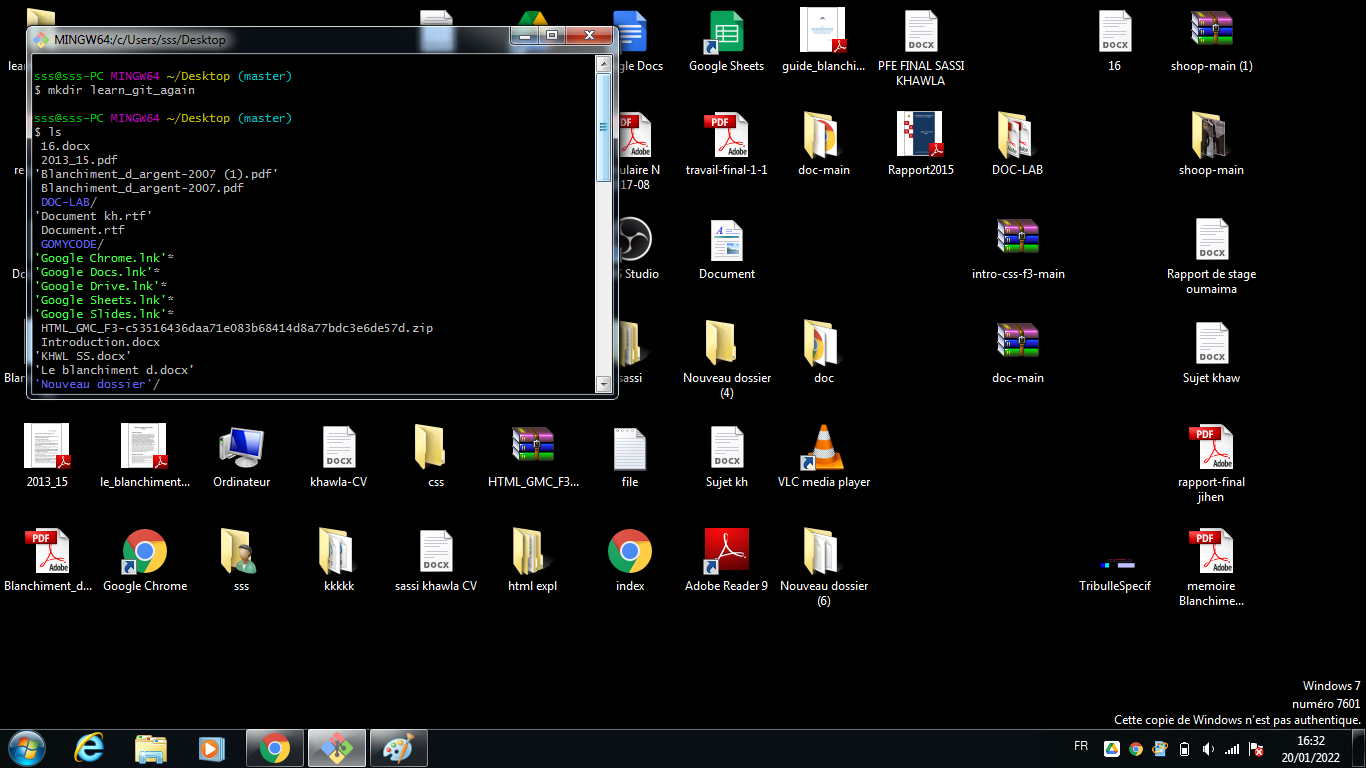 MINGW64:/c/Users/sss/Desktop
sss@sss-PC MINGW64 ~/Desktop (master)
$ mkdir learn_git_again
sss@sss-PC MINGW64 ~/Desktop (master)
$ ls
16.docx
2013_15.pdf
'Blanchiment_d_argent-2007 (1).pdf'
Blanchiment_d_argent-2007.pdf
DOC-LAB/
'Document kh.rtf'
Document.rtf
GOMYCODE/
'Google Chrome.lnk'*
'Google Docs.lnk'*
'Google Drive.lnk'*
'Google Sheets.lnk'*
'Google Slides.lnk'*
HTML_GMC_F3-c53516436daa71e083b68414d8a77bdc3e6de57d.zip
Introduction.docx
'KHWL SS.docx'
'Le blanchiment d.docx'
'Nouveau dossier'/
gle Docs
Google Sheets
guide_blanchi...
PFE FINAL SASSI
KHAWLA
16
shoop-main (1)
ulaire N
17-08
travail-final-1-1
doc-main
Rapport2015
DOC-LAB
shoop-main
Studio
Document
intro-css-f3-main
Rapport de stage
oumaima
sassi
Nouveau dossier
(4)
doc
doc-main
Sujet khaw
2013_15
le_blanchiment...
Ordinateur
khawla-CV
css
HTML_GMC_F3...
file
Sujet kh
VLC media player
rapport-final
jihen
Blanchiment_d...
Google Chrome
sss
kkkkk
sassi khawla CV
html expl
index
Adobe Reader 9
Nouveau dossier
(6)
TribulleSpecif
memoire
Blanchime...
Windows 7
numéro 7601
Cette copie de Windows n'est pas authentique.
FR
16:32
20/01/2022